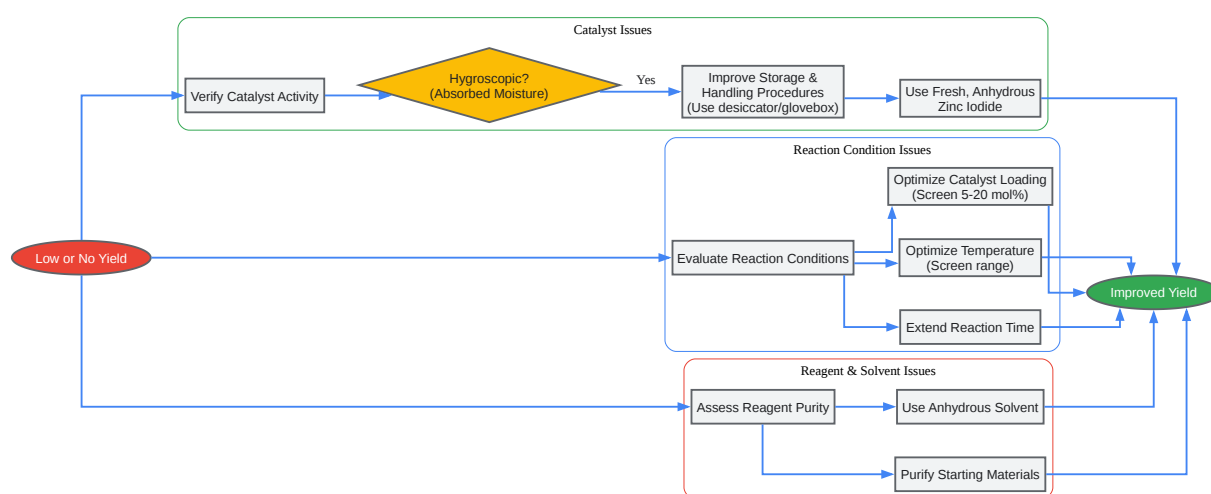 Catalyst Issues
Verify Catalyst Activity
Hygroscopic?
(Absorbed Moisture)
Yes
Improve Storage &
Handling Procedures
(Use desiccator/glovebox)
Use Fresh, Anhydrous
Zinc Iodide
Reaction Condition Issues
Optimize Catalyst Loading
(Screen 5-20 mol%)
Low or No Yield
Evaluate Reaction Conditions
Optimize Temperature
(Screen range)
Improved Yield
Extend Reaction Time
Reagent & Solvent Issues
Assess Reagent Purity
Use Anhydrous Solvent
Purify Starting Materials